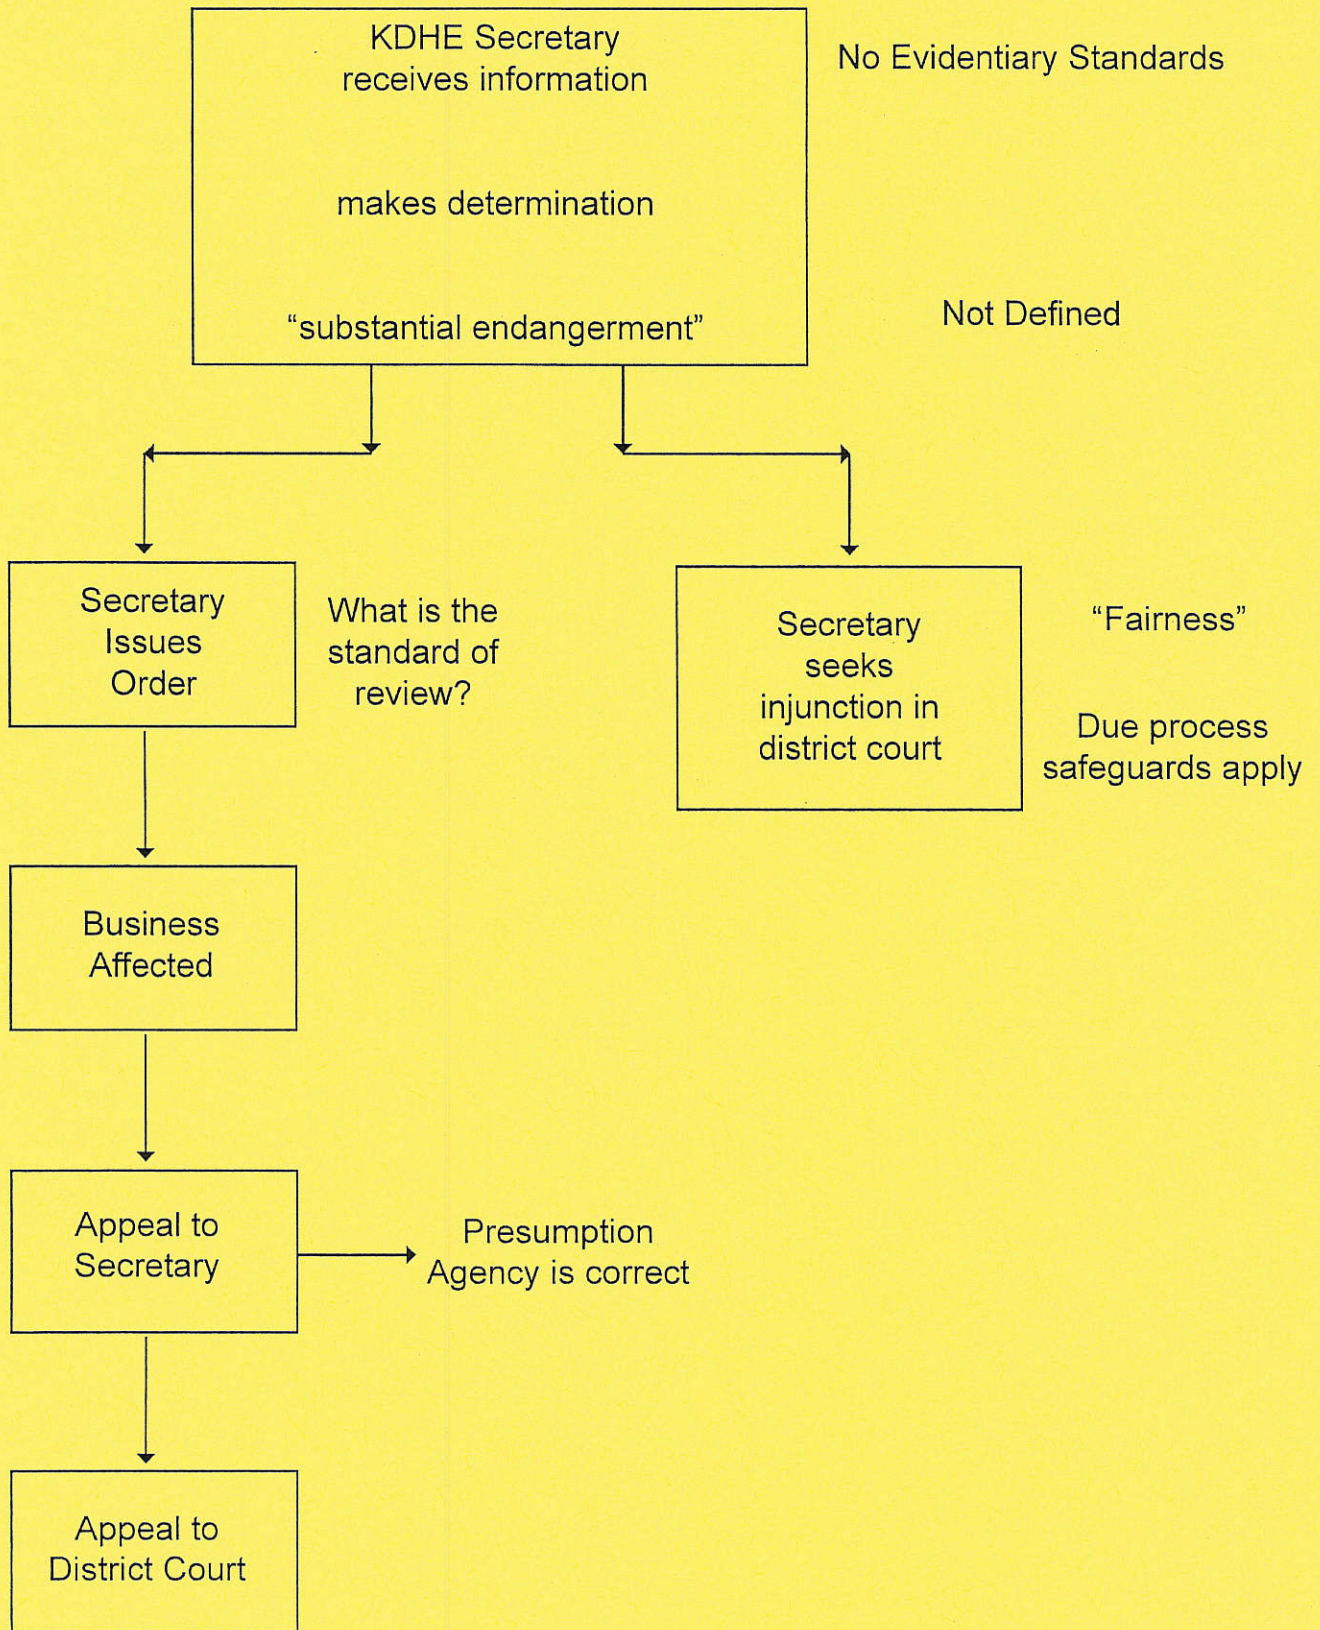 KDHE Secretary
receives information
No Evidentiary Standards
makes determination
“substantial endangerment”
Not Defined
Secretary
Issues
Order
What is the
standard of
review?
Secretary
seeks
injunction in
district court
“Fairness”
Due process
safeguards apply
Business
Affected
Appeal to
Secretary
Presumption
Agency is correct
Appeal to
District Court